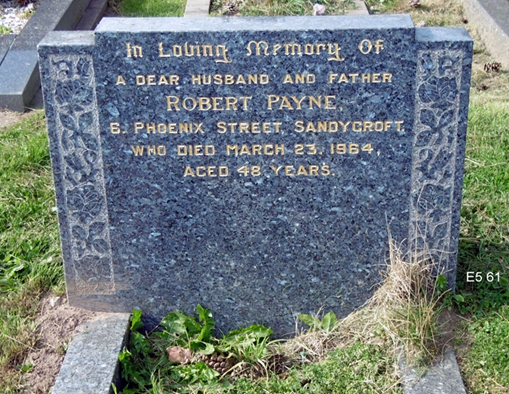 In Loving Memory Of
A DEAR HUSBAND AND FATHER
ROBERT PAYNE,
6. PHOENIX STREET, SANDYCROFT,
WHO DIED MARCH 23, 1964,
AGED 48 YEARS.
E5 61